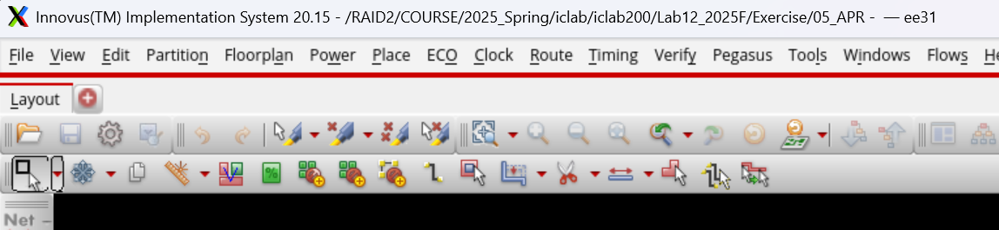 Innovus(TM) Implementation System 20.15 - /RAID2/COURSE/2025_Spring/iclab/iclab200/Lab12_2025F/Exercise/05_APR -  — ee31
File View Edit Partition Floorplan Power Place ECO Clock Route Timing Verify Pegasus Tools Windows Flows He
Layout
%
Net